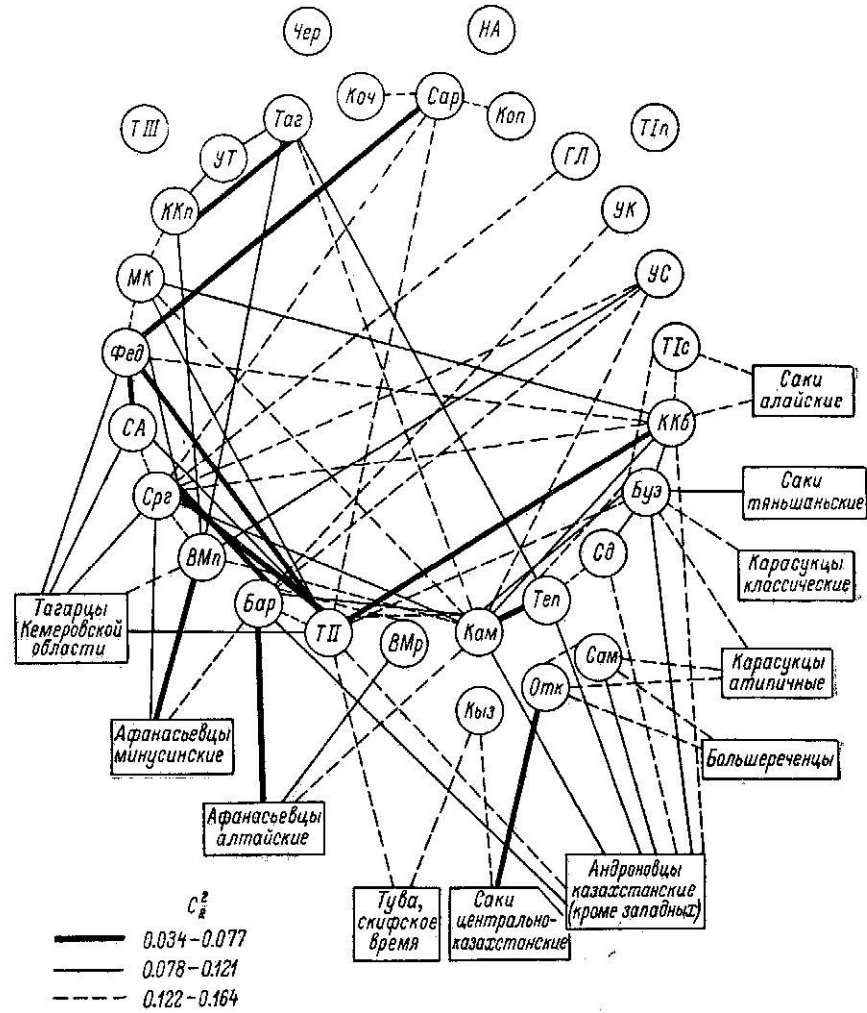 Чер
НА
Коч
Сар
Коп
Таг
ТIII
УТ
ТIп
ГЛ
ККп
УК
МК
УС
Фед
ТIс
Саки
алайские
СА
ККб
Срг
Буз
Саки
тяньшаньские
ВМп
Сд
Карасукцы
классические
Тагарцы
Кемеровской
области
Бар
ТII
ВМр
Кам
Теп
Сам
Карасукцы
атипичные
Отк
Кыз
Афанасьевцы
минусинские
Большереченцы
Афанасьевцы
алтайские
Тува,
скифское
время
Саки
центрально-
казахстанские
Андроновцы
казахстанские
(кроме западных)
0.034–0.077
0.078–0.121
0.122–0.164